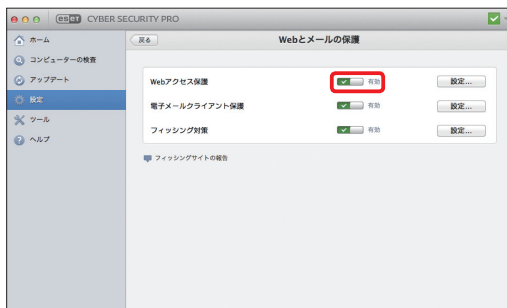 eset CYBER SECURITY PRO
ホーム
コンピューターの検査
アップデート
設定
ツール
ヘルプ
戻る
Webとメールの保護
Webアクセス保護 有効 設定...
電子メールクライアント保護 有効 設定...
フィッシング対策 有効 設定...
フィッシングサイトの報告